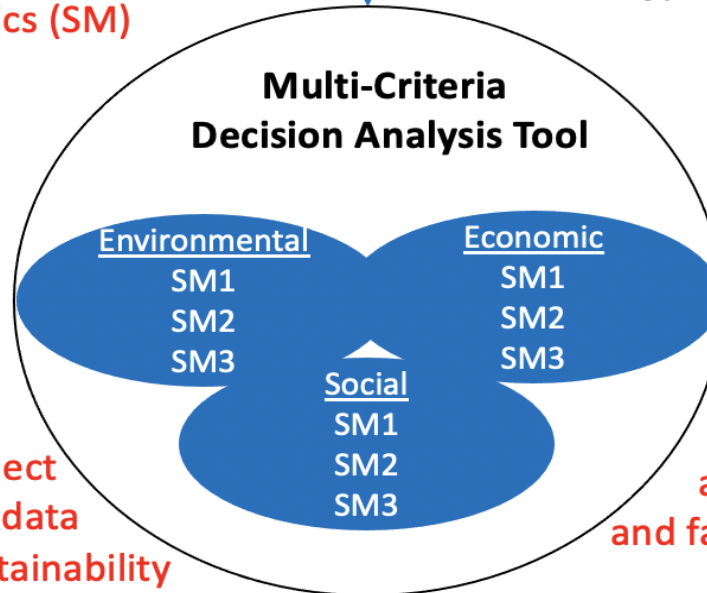 ics (SM)
Multi-Criteria
Decision Analysis Tool
Environmental
SM1
SM2
SM3
Economic
SM1
SM2
SM3
Social
SM1
SM2
SM3
ect
data
tainability
a
and fa